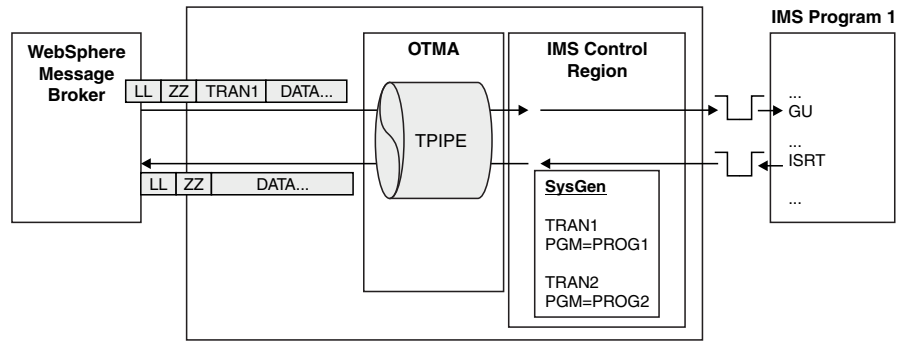 IMS Program 1
WebSphere
Message
Broker
OTMA
IMS Control
Region
LL ZZ TRAN1 DATA...
TPIPE
...
GU
...
ISRT
...
LL ZZ DATA...
SysGen
TRAN1
PGM=PROG1
TRAN2
PGM=PROG2